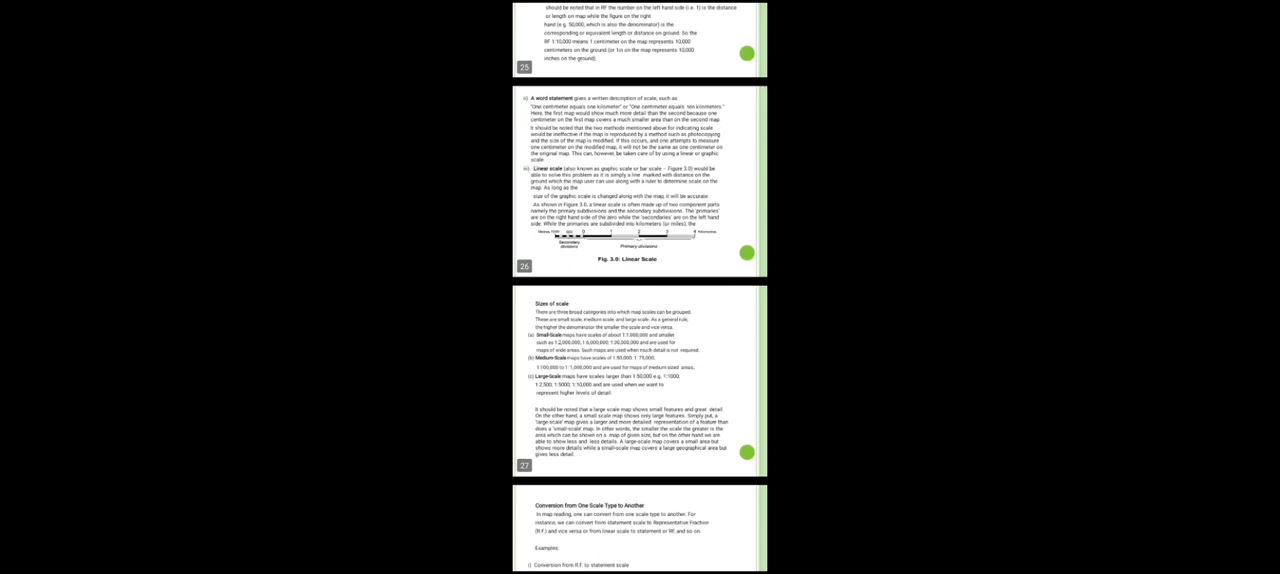 should be noted that in RF the number on the left hand side (i.e. 1) is the distance
or length on map while the figure on the right
hand (e.g. 50,000, which is also the denominator) is the
corresponding or equivalent length or distance on ground. So the
RF 1:10,000 means 1 centimeter on the map represents 10,000
centimeters on the ground (or 1in on the map represents 10,000
inches on the ground).
25
ii) A word statement gives a written description of scale, such as
"One centimeter equals one kilometer" or "One centimeter equals ten kilometers."
Here, the first map would show much more detail than the second because one
centimeter on the first map covers a much smaller area than on the second map.
It should be noted that the two methods mentioned above for indicating scale
would be ineffective if the map is reproduced by a method such as photocopying
and the size of the map is modified. If this occurs, and one attempts to measure
one centimeter on the modified map, it will not be the same as one centimeter on
the original map. This can, however, be taken care of by using a linear or graphic
scale.
iii) Linear scale (also known as graphic scale or bar scale - Figure 3.0) would be
able to solve this problem as it is simply a line marked with distance on the
ground which the map user can use along with a ruler to determine scale on the
map. As long as the
size of the graphic scale is changed along with the map, it will be accurate.
As shown in Figure 3.0, a linear scale is often made up of two component parts
namely the primary subdivisions and the secondary subdivisions. The 'primaries'
are on the right hand side of the zero while the 'secondaries' are on the left hand
side. While the primaries are subdivided into kilometers (or miles), the
Metres 1000 500 0 1 2 3 4 Kilometres
Secondary
divisions
Primary divisions
Fig. 3.0: Linear Scale
26
Sizes of scale
There are three broad categories into which map scales can be grouped.
These are small scale, medium scale, and large scale. As a general rule,
the higher the denominator the smaller the scale and vice versa.
(a) Small-Scale maps have scales of about 1:1,000,000 and smaller
such as 1:2,000,000; 1:6,000,000; 1:30,000,000 and are used for
maps of wide areas. Such maps are used when much detail is not required.
(b) Medium-Scale maps have scales of 1:50,000, 1: 75,000,
1:100,000 to 1:1,000,000 and are used for maps of medium sized areas.
(c) Large-Scale maps have scales larger than 1:50,000 e.g. 1:1000;
1:2,500; 1:5000; 1:10,000 and are used when we want to
represent higher levels of detail.
It should be noted that a large scale map shows small features and great detail.
On the other hand, a small scale map shows only large features. Simply put, a
'large-scale' map gives a larger and more detailed representation of a feature than
does a 'small-scale' map. In other words, the smaller the scale the greater is the
area which can be shown on a map of given size, but on the other hand we are
able to show less and less details. A large-scale map covers a small area but
shows more details while a small-scale map covers a large geographical area but
gives less detail.
27
Conversion from One Scale Type to Another
In map reading, one can convert from one scale type to another. For
instance, we can convert from statement scale to Representative Fraction
(R.F.) and vice versa or from linear scale to statement or RF, and so on.
Examples:
i) Conversion from R.F. to statement scale